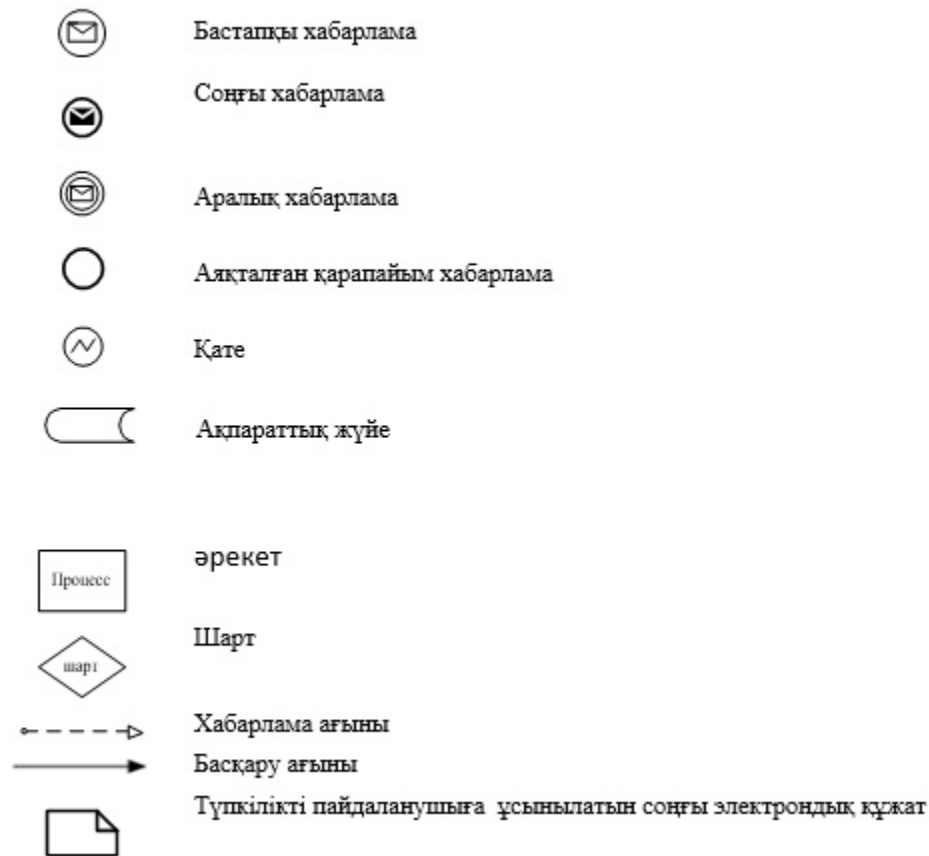 Бастапқы хабарлама
Соңғы хабарлама
Аралық хабарлама
Аяқталған қарапайым хабарлама
Қате
Ақпараттық жүйе
Процесс
әрекет
Шарт
шарт
Хабарлама ағыны
Басқару ағыны
Түпкілікті пайдаланушыға ұсынылатын соңғы электрондық құжат